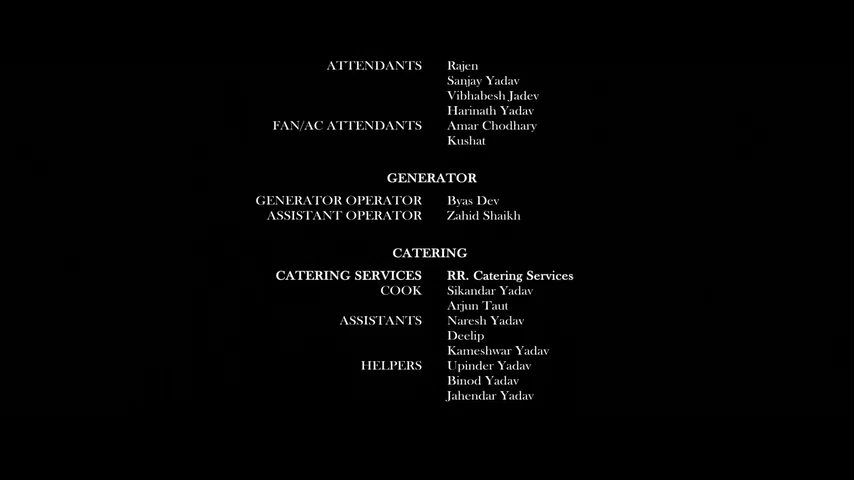 ATTENDANTS Rajen
Sanjay Yadav
Vibhabesh Jadev
Harinath Yadav
FAN/AC ATTENDANTS Amar Chodhary
Kushat
GENERATOR
GENERATOR OPERATOR Byas Dev
ASSISTANT OPERATOR Zahid Shaikh
CATERING
CATERING SERVICES RR. Catering Services
COOK Sikandar Yadav
Arjun Taut
ASSISTANTS Naresh Yadav
Deelip
Kameshwar Yadav
HELPERS Upinder Yadav
Binod Yadav
Jahendar Yadav